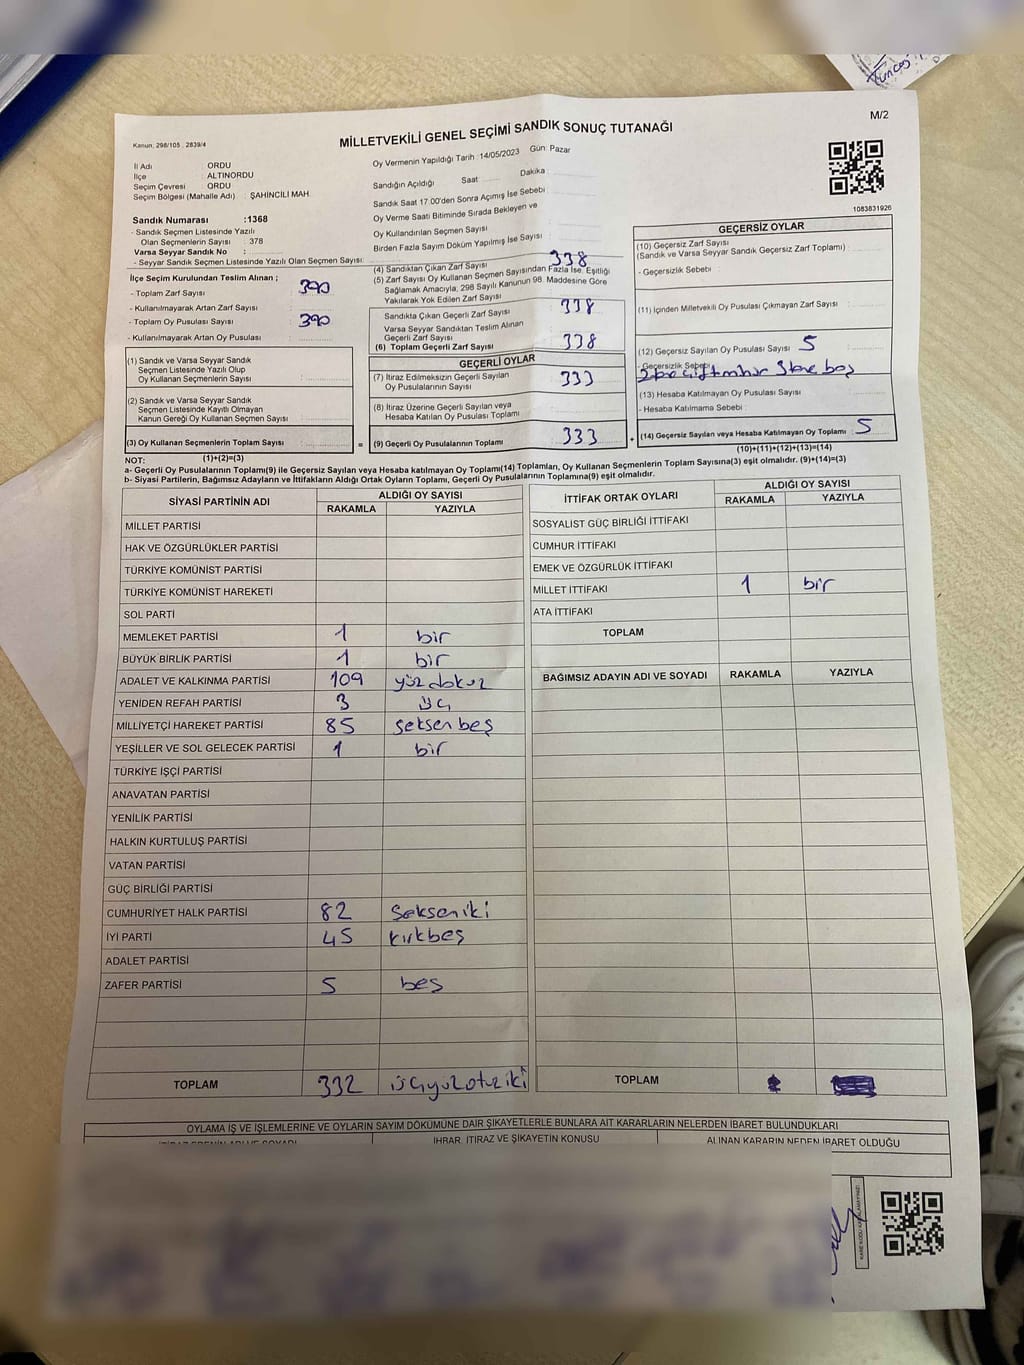 Tuncay
M/2
Kanun, 298/105 , 2839/4
MİLLETVEKİLİ GENEL SEÇİMİ SANDIK SONUÇ TUTANAĞI
İl Adı : ORDU
İlçe : ALTINORDU
Seçim Çevresi : ORDU
Seçim Bölgesi (Mahalle Adı) : ŞAHİNCİLİ MAH.
Sandık Numarası :1368
- Sandık Seçmen Listesinde Yazılı
Olan Seçmenlerin Sayısı : 378
Varsa Seyyar Sandık No :
- Seyyar Sandık Seçmen Listesinde Yazılı Olan Seçmen Sayısı:
İlçe Seçim Kurulundan Teslim Alınan ;
- Toplam Zarf Sayısı : 390
- Kullanılmayarak Artan Zarf Sayısı :
- Toplam Oy Pusulası Sayısı : 390
- Kullanılmayarak Artan Oy Pusulası :
Oy Vermenin Yapıldığı Tarih :14/05/2023 Gün: Pazar
Sandığın Açıldığı Saat : Dakika :
Sandık Saat 17.00'den Sonra Açımış İse Sebebi :
Oy Verme Saati Bitiminde Sırada Bekleyen ve
Oy Kullandırılan Seçmen Sayısı :
Birden Fazla Sayım Döküm Yapılmış İse Sayısı :
(4) Sandıktan Çıkan Zarf Sayısı : 338
(5) Zarf Sayısı Oy Kullanan Seçmen Sayısından Fazla İse, Eşitliği
Sağlamak Amacıyla; 298 Sayılı Kanunun 98. Maddesine Göre
Yakılarak Yok Edilen Zarf Sayısı :
Sandıkta Çıkan Geçerli Zarf Sayısı : 338
Varsa Seyyar Sandıktan Teslim Alınan
Geçerli Zarf Sayısı :
(6) Toplam Geçerli Zarf Sayısı : 338
1083831926
GEÇERSİZ OYLAR
(10) Geçersiz Zarf Sayısı
(Sandık ve Varsa Seyyar Sandık Geçersiz Zarf Toplamı) :
- Geçersizlik Sebebi :
(11) İçinden Milletvekili Oy Pusulası Çıkmayan Zarf Sayısı :
(12) Geçersiz Sayılan Oy Pusulası Sayısı : 5
- Geçersizlik Sebebi : çift mühür 3 tane boş
(13) Hesaba Katılmayan Oy Pusulası Sayısı :
- Hesaba Katılmama Sebebi :
(14) Geçersiz Sayılan veya Hesaba Katılmayan Oy Toplamı : 5
(10)+(11)+(12)+(13)=(14)
(1) Sandık ve Varsa Seyyar Sandık
Seçmen Listesinde Yazılı Olup
Oy Kullanan Seçmenlerin Sayısı :
(2) Sandık ve Varsa Seyyar Sandık
Seçmen Listesinde Kayıtlı Olmayan
Kanun Gereği Oy Kullanan Seçmen Sayısı :
(3) Oy Kullanan Seçmenlerin Toplam Sayısı : =
(1)+(2)=(3)
GEÇERLİ OYLAR
(7) İtiraz Edilmeksizin Geçerli Sayılan
Oy Pusulalarının Sayısı : 333
(8) İtiraz Üzerine Geçerli Sayılan veya
Hesaba Katılan Oy Pusulası Toplamı :
(9) Geçerli Oy Pusulalarının Toplamı : 333 +
NOT:
a- Geçerli Oy Pusulalarının Toplamı(9) ile Geçersiz Sayılan veya Hesaba katılmayan Oy Toplamı(14) Toplamları, Oy Kullanan Seçmenlerin Toplam Sayısına(3) eşit olmalıdır. (9)+(14)=(3)
b- Siyasi Partilerin, Bağımsız Adayların ve İttifakların Aldığı Ortak Oyların Toplamı, Geçerli Oy Pusulalarının Toplamına(9) eşit olmalıdır.
SİYASİ PARTİNİN ADI ALDIĞI OY SAYISI
RAKAMLA YAZIYLA
MİLLET PARTİSİ
HAK VE ÖZGÜRLÜKLER PARTİSİ
TÜRKİYE KOMÜNİST PARTİSİ
TÜRKİYE KOMÜNİST HAREKETİ
SOL PARTİ
MEMLEKET PARTİSİ 1 bir
BÜYÜK BİRLİK PARTİSİ 1 bir
ADALET VE KALKINMA PARTİSİ 109 yüz dokuz
YENİDEN REFAH PARTİSİ 3 üç
MİLLİYETÇİ HAREKET PARTİSİ 85 seksen beş
YEŞİLLER VE SOL GELECEK PARTİSİ 1 bir
TÜRKİYE İŞÇİ PARTİSİ
ANAVATAN PARTİSİ
YENİLİK PARTİSİ
HALKIN KURTULUŞ PARTİSİ
VATAN PARTİSİ
GÜÇ BİRLİĞİ PARTİSİ
CUMHURİYET HALK PARTİSİ 82 Seksen iki
İYİ PARTİ 45 kırkbeş
ADALET PARTİSİ
ZAFER PARTİSİ 5 beş
TOPLAM 332 üçyüzotuziki
İTTİFAK ORTAK OYLARI ALDIĞI OY SAYISI
RAKAMLA YAZIYLA
SOSYALIST GÜÇ BİRLİĞİ İTTİFAKI
CUMHUR İTTİFAKI
EMEK VE ÖZGÜRLÜK İTTİFAKI
MİLLET İTTİFAKI 1 bir
ATA İTTİFAKI
TOPLAM
BAĞIMSIZ ADAYIN ADI VE SOYADI RAKAMLA YAZIYLA
TOPLAM
OYLAMA İŞ VE İŞLEMLERİNE VE OYLARIN SAYIM DÖKÜMÜNE DAİR ŞİKAYETLERLE BUNLARA AİT KARARLARIN NELERDEN İBARET BULUNDUKLARI
İTİRAZ EDENİN ADI VE SOYADI İHBAR, İTİRAZ VE ŞİKAYETİN KONUSU ALINAN KARARIN NEDEN İBARET OLDUĞU